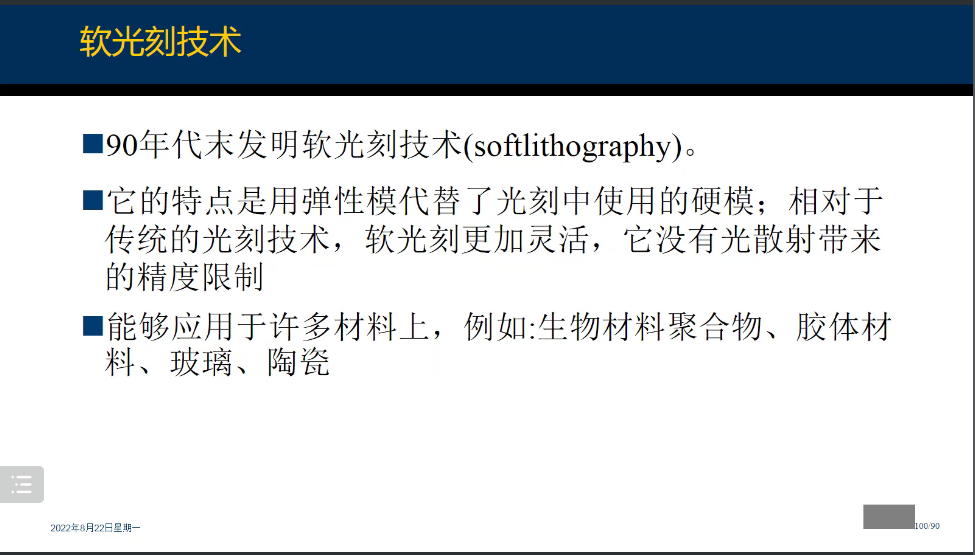 软光刻技术
■90年代末发明软光刻技术(softlithography)。
■它的特点是用弹性模代替了光刻中使用的硬模；相对于
传统的光刻技术，软光刻更加灵活，它没有光散射带来
的精度限制
■能够应用于许多材料上，例如:生物材料聚合物、胶体材
料、玻璃、陶瓷
2022年8月22日星期一
100/90